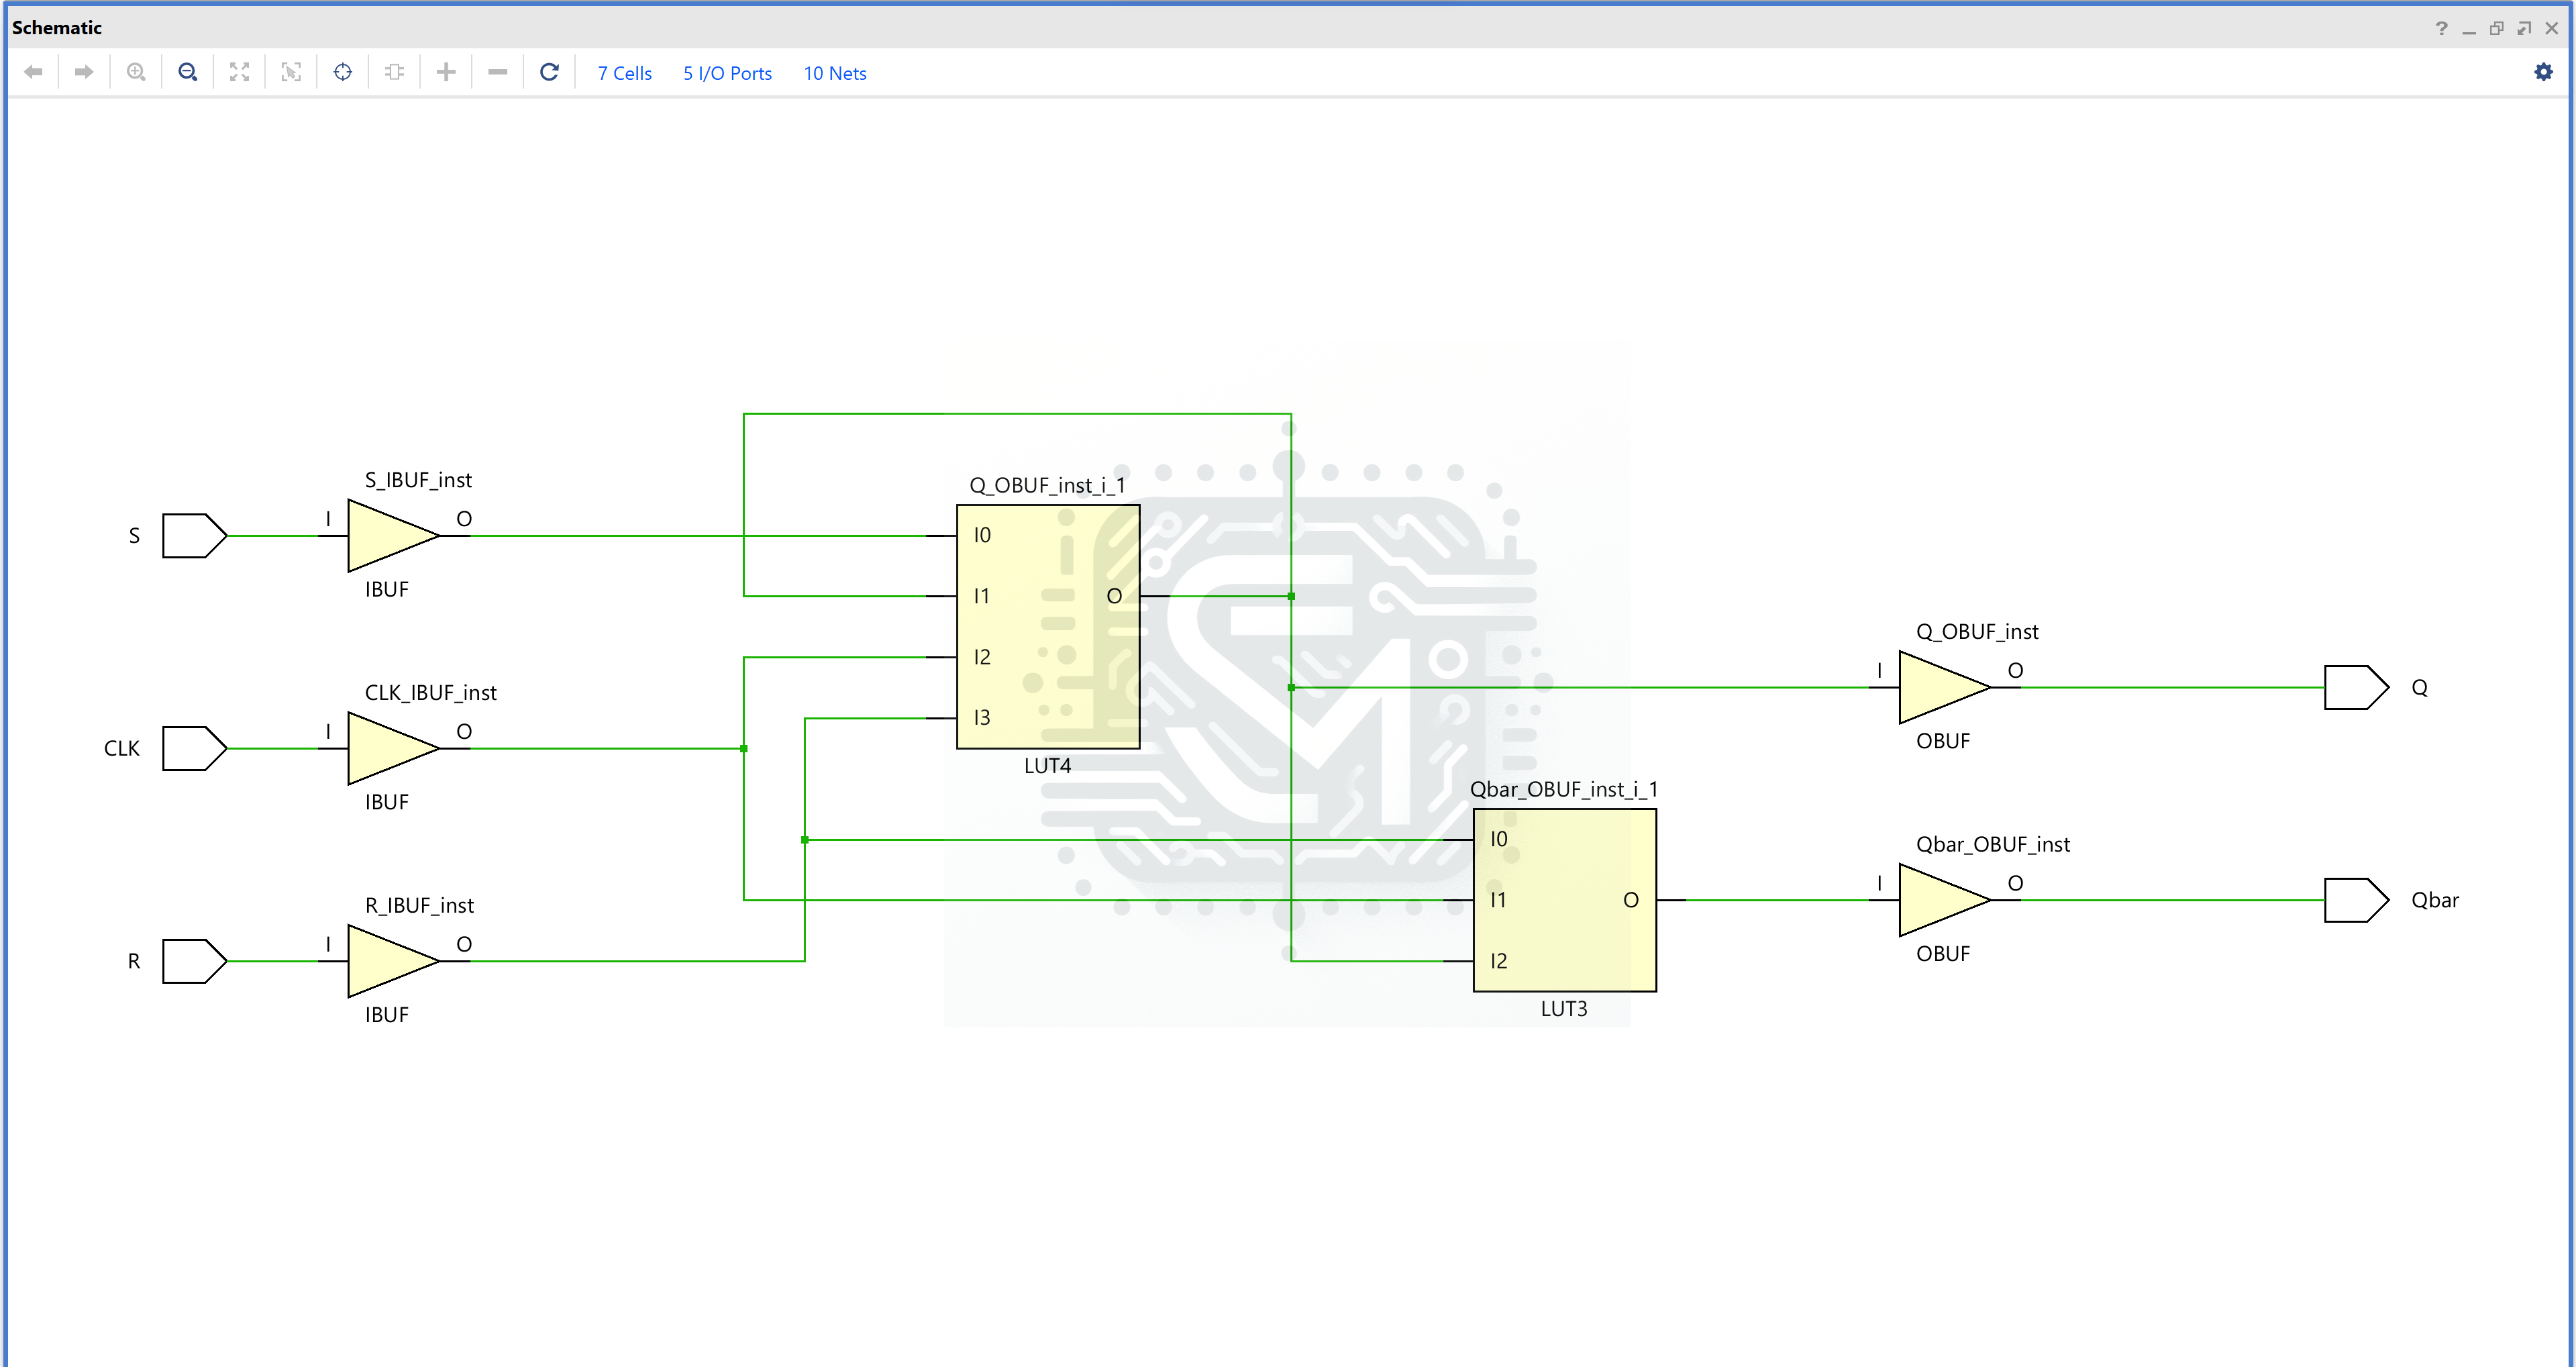 Schematic
7 Cells 5 I/O Ports 10 Nets
S_IBUF_inst
S
I
O
IBUF
Q_OBUF_inst_i_1
I0
I1
O
I2
I3
LUT4
CLK_IBUF_inst
CLK
I
O
IBUF
R_IBUF_inst
R
I
O
IBUF
Q_OBUF_inst
I
O
Q
OBUF
Qbar_OBUF_inst_i_1
I0
I1
O
I2
LUT3
Qbar_OBUF_inst
I
O
Qbar
OBUF